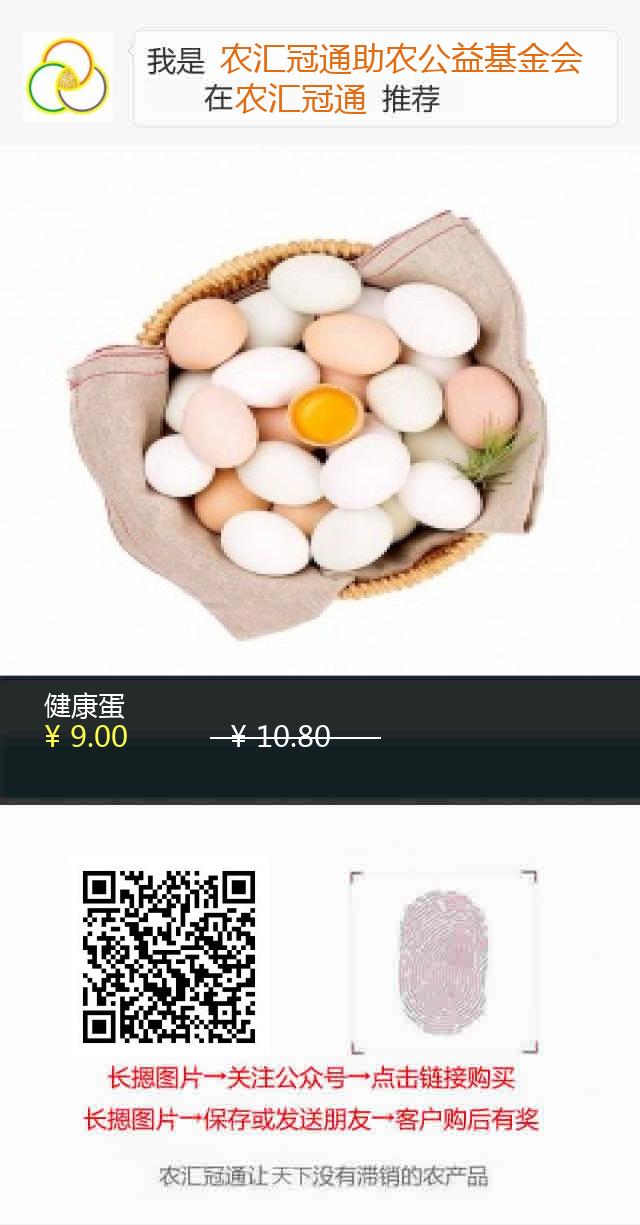 我是 农汇冠通助农公益基金会
在农汇冠通 推荐
健康蛋
¥ 9.00 ¥ 10.80
长摁图片→关注公众号→点击链接购买
长摁图片→保存或发送朋友→客户购后有奖
农汇冠通让天下没有滞销的农产品